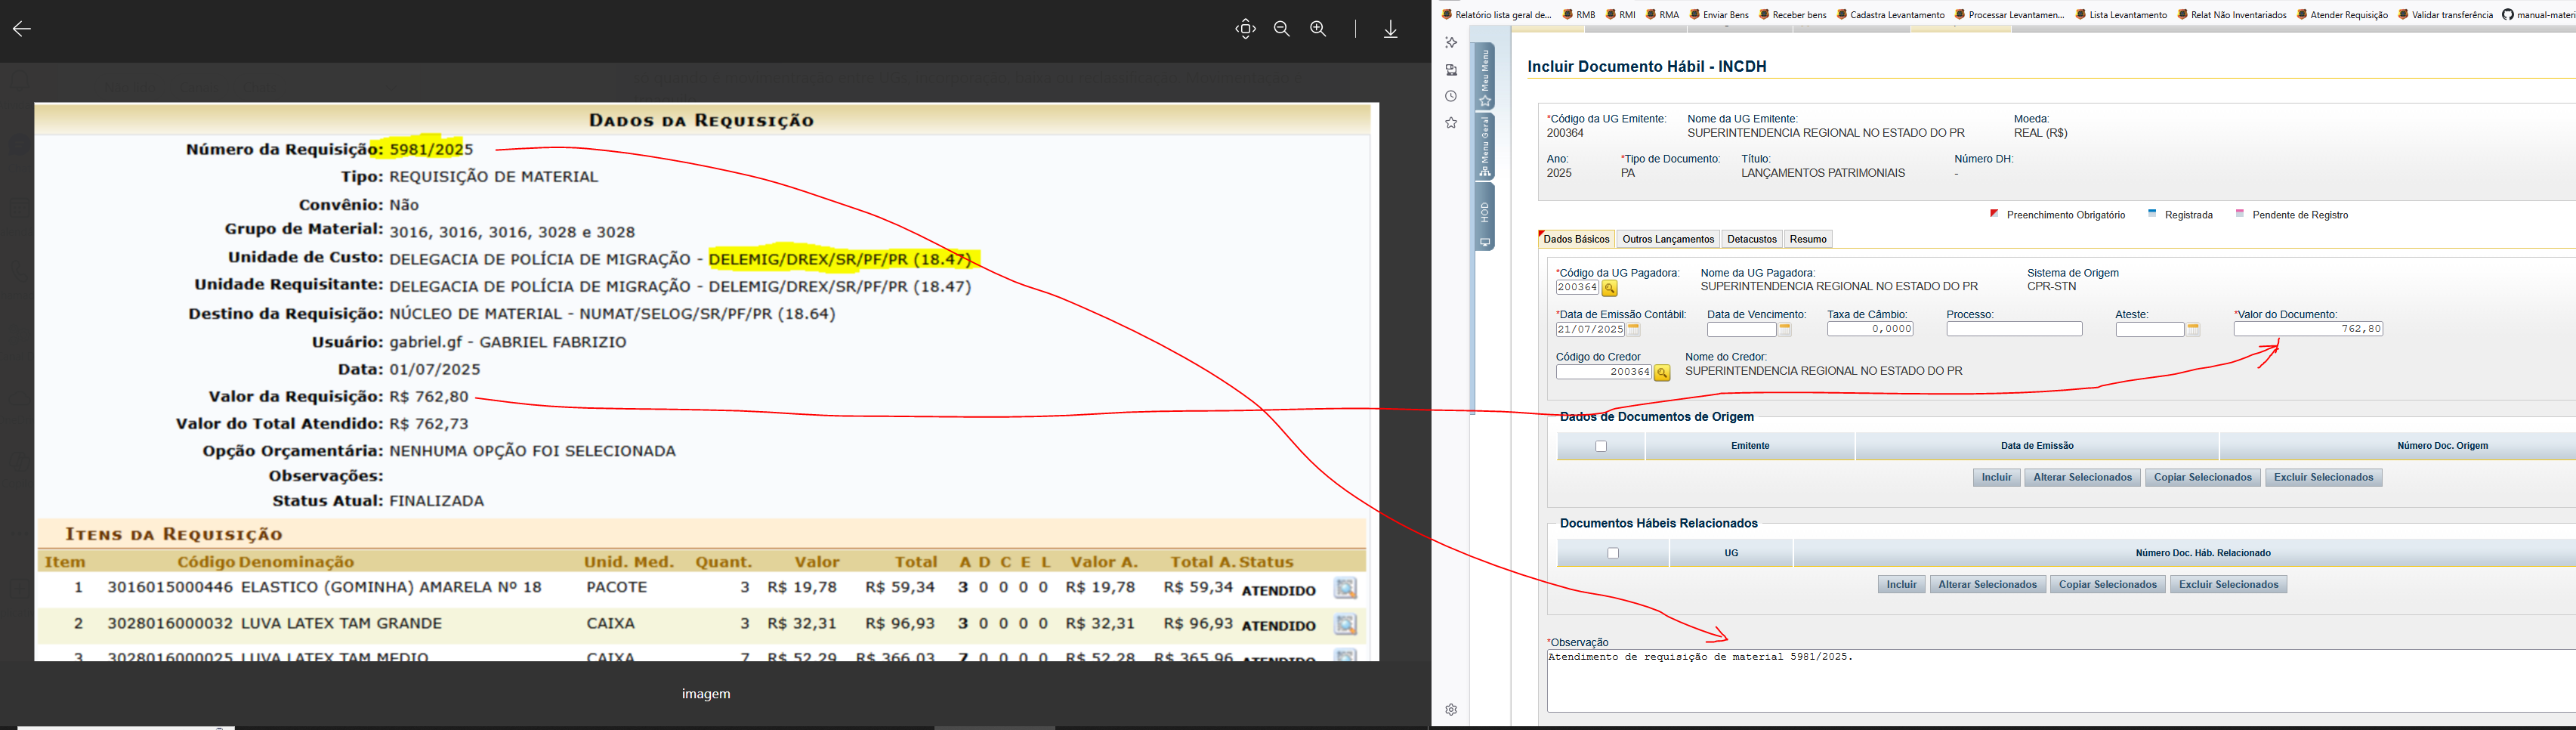 DADOS DA REQUISIÇÃO
Número da Requisição: 5981/2025
Tipo: REQUISIÇÃO DE MATERIAL
Convênio: Não
Grupo de Material: 3016, 3016, 3016, 3028 e 3028
Unidade de Custo: DELEGACIA DE POLÍCIA DE MIGRAÇÃO - DELEMIG/DREX/SR/PF/PR (18.47)
Unidade Requisitante: DELEGACIA DE POLÍCIA DE MIGRAÇÃO - DELEMIG/DREX/SR/PF/PR (18.47)
Destino da Requisição: NÚCLEO DE MATERIAL - NUMAT/SELOG/SR/PF/PR (18.64)
Usuário: gabriel.gf - GABRIEL FABRIZIO
Data: 01/07/2025
Valor da Requisição: R$ 762,80
Valor do Total Atendido: R$ 762,73
Opção Orçamentária: NENHUMA OPÇÃO FOI SELECIONADA
Observações:
Status Atual: FINALIZADA
ITENS DA REQUISIÇÃO
Item Código Denominação Unid. Med. Quant. Valor Total A D C E L Valor A. Total A. Status
1 3016015000446 ELASTICO (GOMINHA) AMARELA Nº 18 PACOTE 3 R$ 19,78 R$ 59,34 3 0 0 0 0 R$ 19,78 R$ 59,34 ATENDIDO
2 3028016000032 LUVA LATEX TAM GRANDE CAIXA 3 R$ 32,31 R$ 96,93 3 0 0 0 0 R$ 32,31 R$ 96,93 ATENDIDO
3 3028016000025 LUVA LATEX TAM MEDIO CAIXA 7 R$ 52,29 R$ 366,03 7 0 0 0 0 R$ 52,28 R$ 365,96 ATENDIDO
imagem
Relatório lista geral de... RMB RMI RMA Enviar Bens Receber bens Cadastra Levantamento Processar Levantamen... Lista Levantamento Relat Não Inventariados Atender Requisição Validar transferência manual-materi
Meu Menu
Menu Geral
HOD
Incluir Documento Hábil - INCDH
*Código da UG Emitente: Nome da UG Emitente: Moeda:
200364 SUPERINTENDENCIA REGIONAL NO ESTADO DO PR REAL (R$)
Ano: *Tipo de Documento: Título: Número DH:
2025 PA LANÇAMENTOS PATRIMONIAIS -
Preenchimento Obrigatório Registrada Pendente de Registro
Dados Básicos Outros Lançamentos Detacustos Resumo
*Código da UG Pagadora: Nome da UG Pagadora: Sistema de Origem
200364 SUPERINTENDENCIA REGIONAL NO ESTADO DO PR CPR-STN
*Data de Emissão Contábil: Data de Vencimento: Taxa de Câmbio: Processo: Ateste: *Valor do Documento:
21/07/2025 0,0000 762,80
Código do Credor Nome do Credor:
200364 SUPERINTENDENCIA REGIONAL NO ESTADO DO PR
Dados de Documentos de Origem
Emitente Data de Emissão Número Doc. Origem
Incluir Alterar Selecionados Copiar Selecionados Excluir Selecionados
Documentos Hábeis Relacionados
UG Número Doc. Háb. Relacionado
Incluir Alterar Selecionados Copiar Selecionados Excluir Selecionados
*Observação
Atendimento de requisição de material 5981/2025.